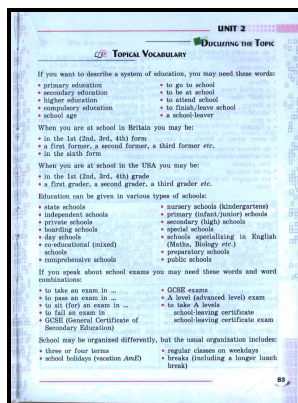 UNIT 2
DISCUSSING THE TOPIC
TOPICAL VOCABULARY
If you want to describe a system of education, you may need these words:
• primary education
• secondary education
• higher education
• compulsory education
• school age
• to go to school
• to be at school
• to attend school
• to finish/leave school
• a school-leaver
When you are at school in Britain you may be:
• in the 1st (2nd, 3rd, 4th) form
• a first former, a second former, a third former etc.
• in the sixth form
When you are at school in the USA you may be:
• in the 1st (2nd, 3rd, 4th) grade
• a first grader, a second grader, a third grader etc.
Education can be given in various types of schools:
• state schools
• independent schools
• private schools
• boarding schools
• day schools
• co-educational (mixed)
schools
• comprehensive schools
• nursery schools (kindergartens)
• primary (infant/junior) schools
• secondary (high) schools
• special schools
• schools specializing in English
(Maths, Biology etc.)
• preparatory schools
• public schools
If you speak about school exams you may need these words and word
combinations:
• to take an exam in ...
• to pass an exam in ...
• to sit (for) an exam in ...
• to fail an exam in
• GCSE (General Certificate of
Secondary Education)
• GCSE exams
• A level (advanced level) exam
• to take A levels
school-leaving certificate
school-leaving certificate exam
School may be organized differently, but the usual organization includes:
• three or four terms
• school holidays (vacation AmE)
• regular classes on weekdays
• breaks (including a longer lunch
break)
83